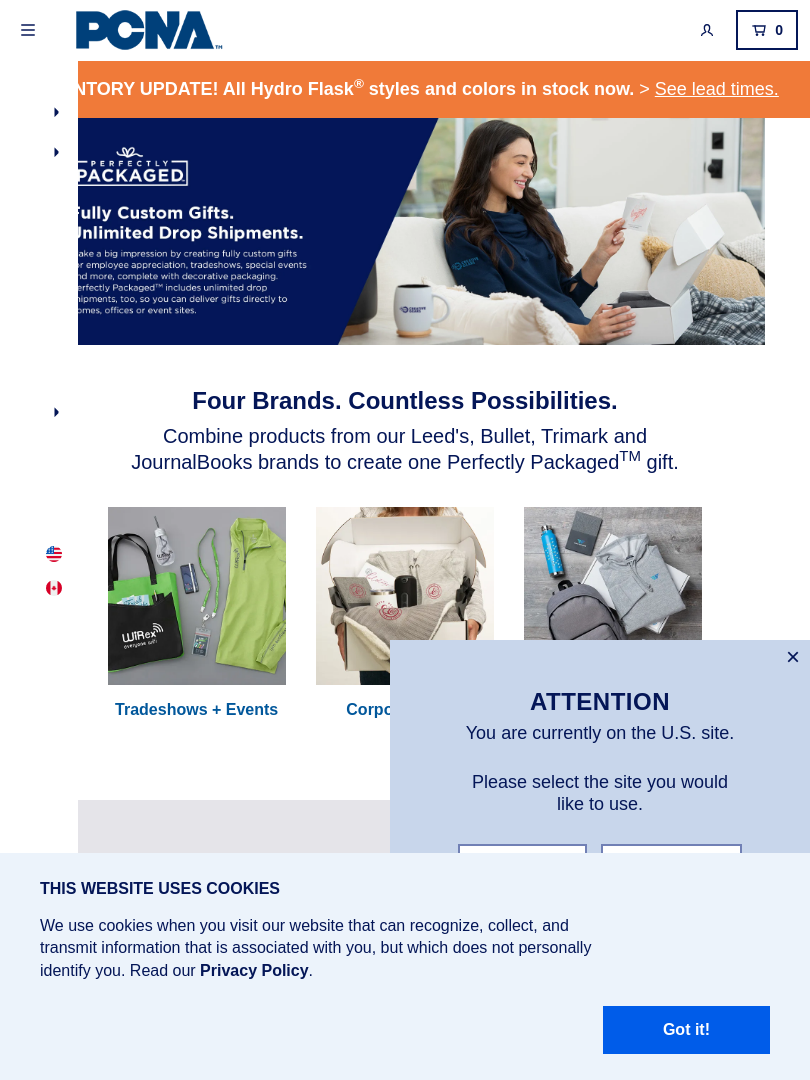 PCNA™
0
NTORY UPDATE! All Hydro Flask® styles and colors in stock now. > See lead times.
PERFECTLY
PACKAGED
Fully Custom Gifts.
Unlimited Drop Shipments.
ake a big impression by creating fully custom gifts
or employee appreciation, tradeshows, special events
nd more, complete with decorative packaging.
erfectly Packaged™ includes unlimited drop
hipments, too, so you can deliver gifts directly to
omes, offices or event sites.
Four Brands. Countless Possibilities.
Combine products from our Leed's, Bullet, Trimark and
JournalBooks brands to create one Perfectly Packaged™ gift.
WiRex
everyone wifi
Tradeshows + Events
Corpo
×
ATTENTION
You are currently on the U.S. site.
Please select the site you would
like to use.
THIS WEBSITE USES COOKIES
We use cookies when you visit our website that can recognize, collect, and
transmit information that is associated with you, but which does not personally
identify you. Read our Privacy Policy.
Got it!